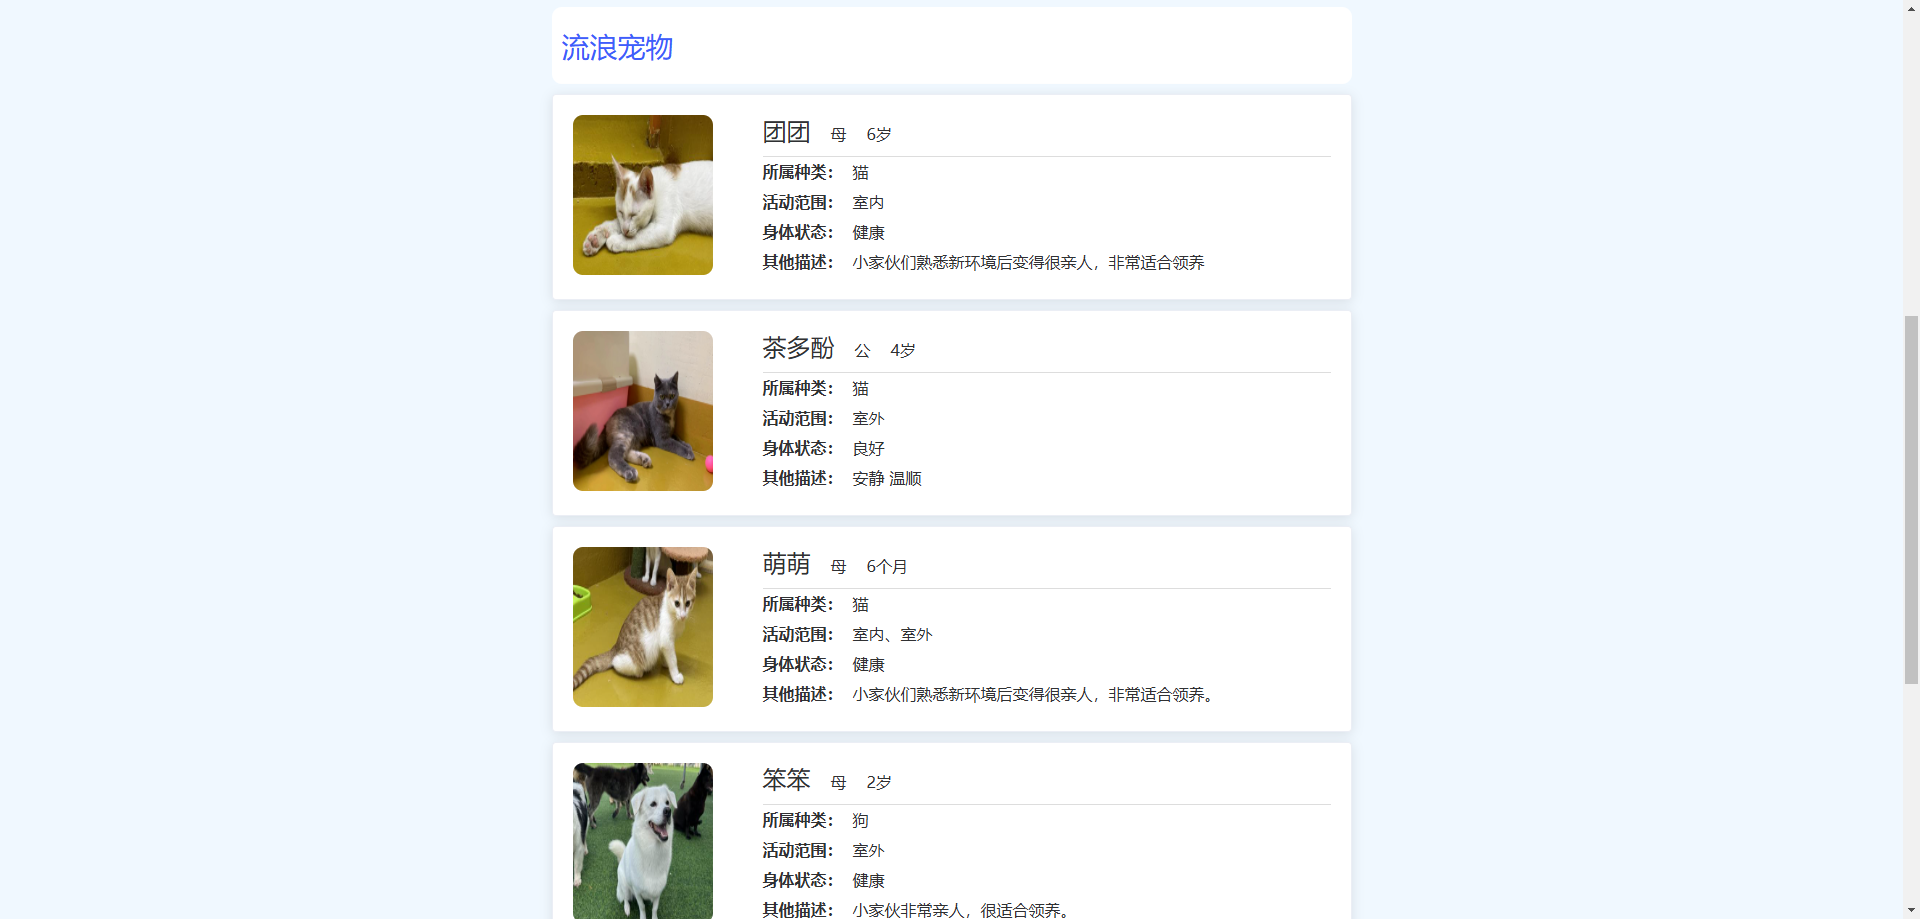 流浪宠物
团团 母 6岁
所属种类： 猫
活动范围： 室内
身体状态： 健康
其他描述： 小家伙们熟悉新环境后变得很亲人，非常适合领养
茶多酚 公 4岁
所属种类： 猫
活动范围： 室外
身体状态： 良好
其他描述： 安静 温顺
萌萌 母 6个月
所属种类： 猫
活动范围： 室内、室外
身体状态： 健康
其他描述： 小家伙们熟悉新环境后变得很亲人，非常适合领养。
笨笨 母 2岁
所属种类： 狗
活动范围： 室外
身体状态： 健康
其他描述： 小家伙非常亲人，很适合领养。